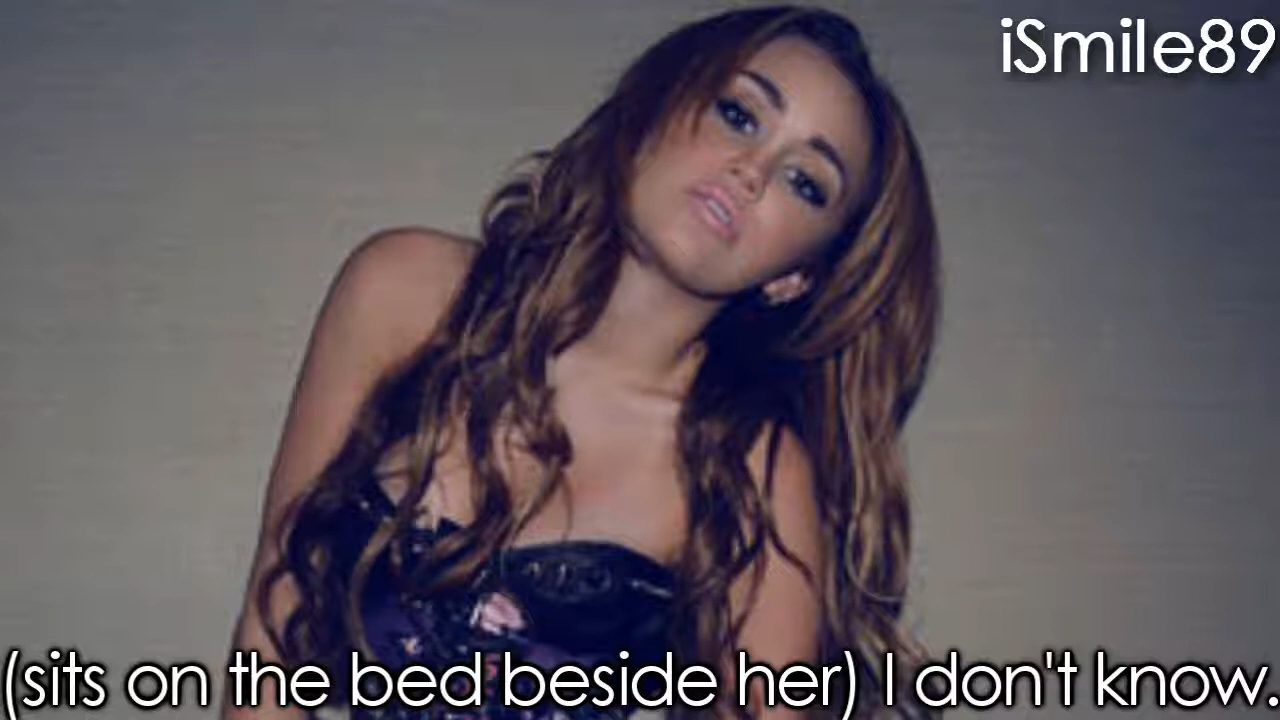 iSmile89
(sits on the bed beside her) I don't know.